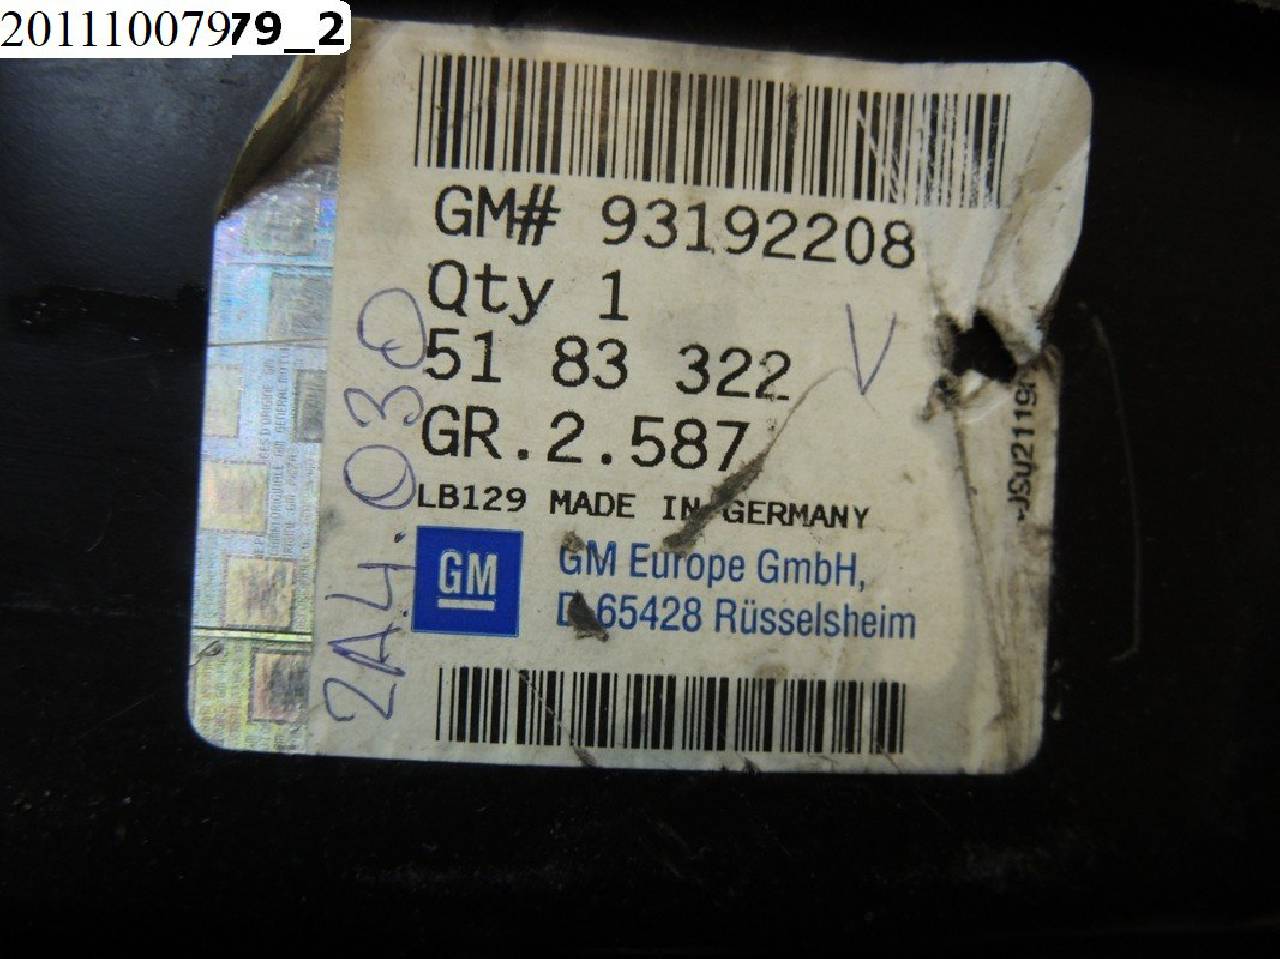 2011100797979_2
GM# 93192208
Qty 1
51 83 322
GR.2.587
LB129 MADE IN GERMANY
GM
GM Europe GmbH,
D-65428 Rüsselsheim
2A4.030
V